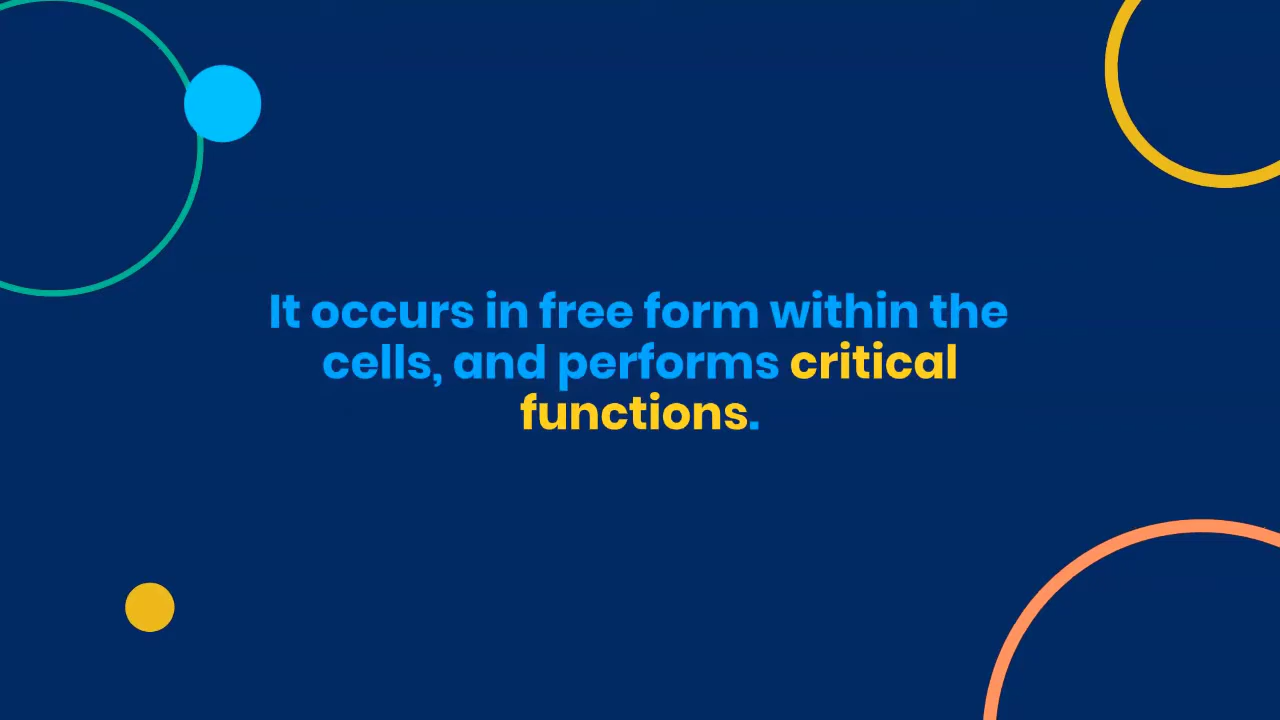 It occurs in free form within the
cells, and performs critical
functions.